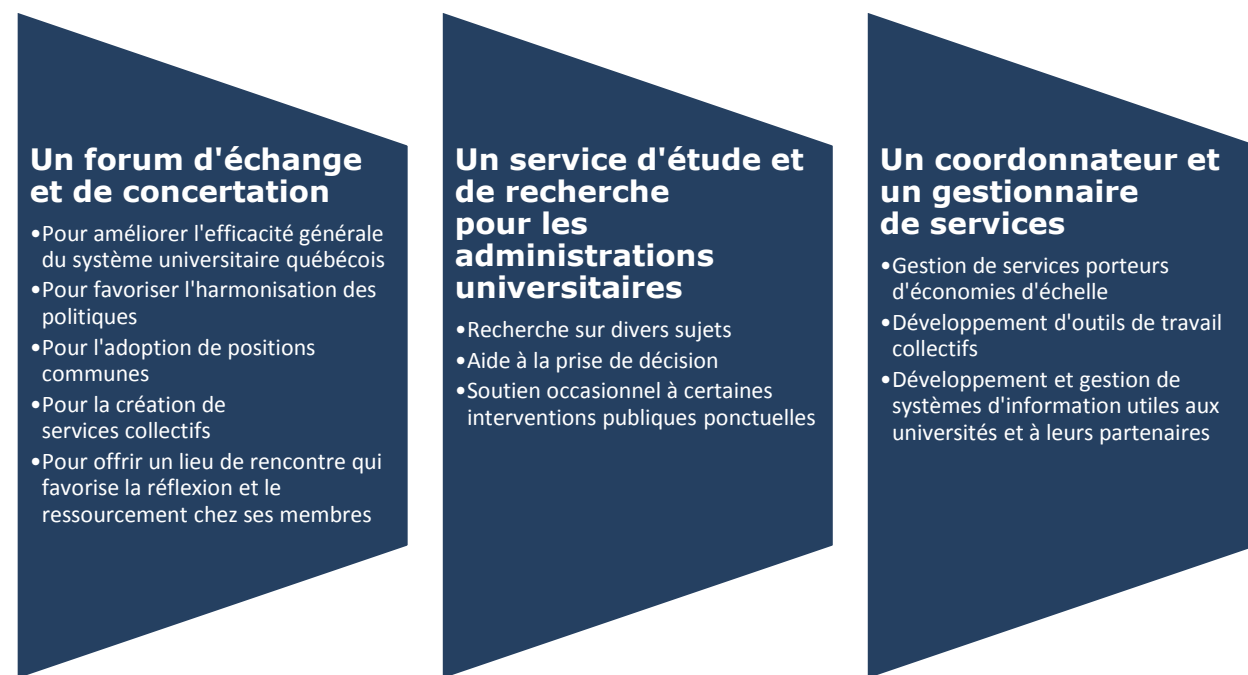 Un forum d'échange
et de concertation
•Pour améliorer l'efficacité générale
du système universitaire québécois
•Pour favoriser l'harmonisation des
politiques
•Pour l'adoption de positions
communes
•Pour la création de
services collectifs
•Pour offrir un lieu de rencontre qui
favorise la réflexion et le
ressourcement chez ses membres
Un service d'étude et
de recherche
pour les
administrations
universitaires
•Recherche sur divers sujets
•Aide à la prise de décision
•Soutien occasionnel à certaines
interventions publiques ponctuelles
Un coordonnateur et
un gestionnaire
de services
•Gestion de services porteurs
d'économies d'échelle
•Développement d'outils de travail
collectifs
•Développement et gestion de
systèmes d'information utiles aux
universités et à leurs partenaires